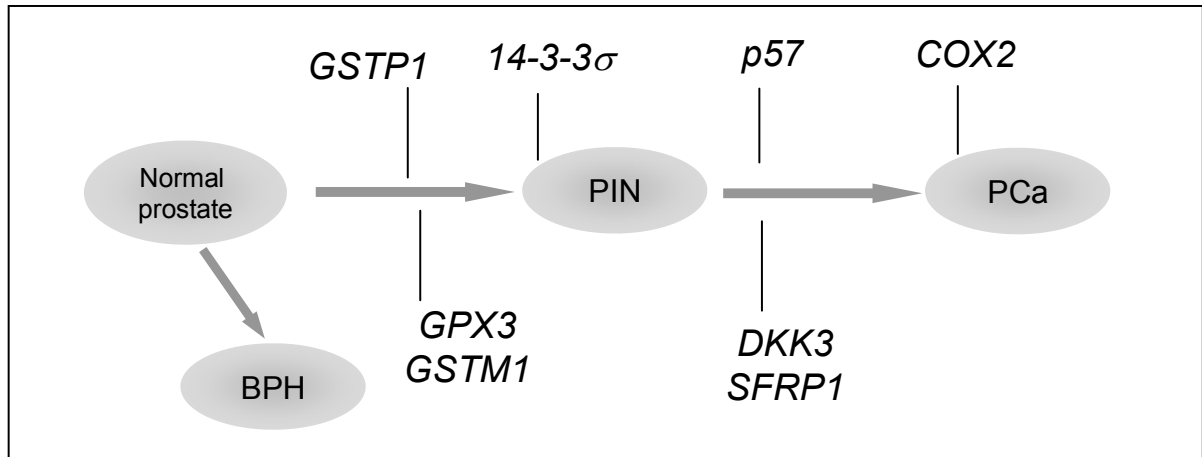 GSTP1
14-3-3σ
p57
COX2
Normal
prostate
PIN
PCa
GPX3
GSTM1
DKK3
SFRP1
BPH